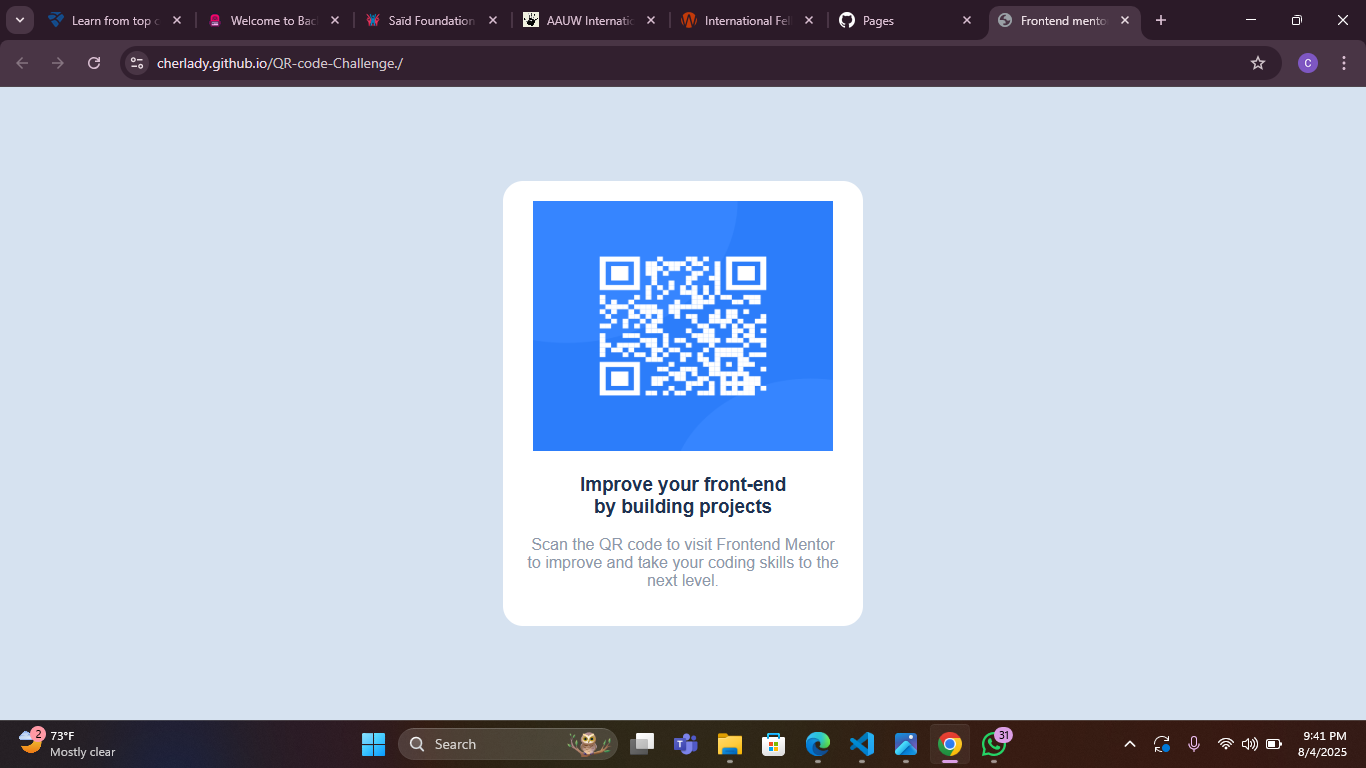 Learn from top c
Welcome to Bac
Saïd Foundation
AAUW Internatio
International Fel
Pages
Frontend mento
cherlady.github.io/QR-code-Challenge./
C
Improve your front-end
by building projects
Scan the QR code to visit Frontend Mentor
to improve and take your coding skills to the
next level.
2
73°F
Mostly clear
Search
31
9:41 PM
8/4/2025